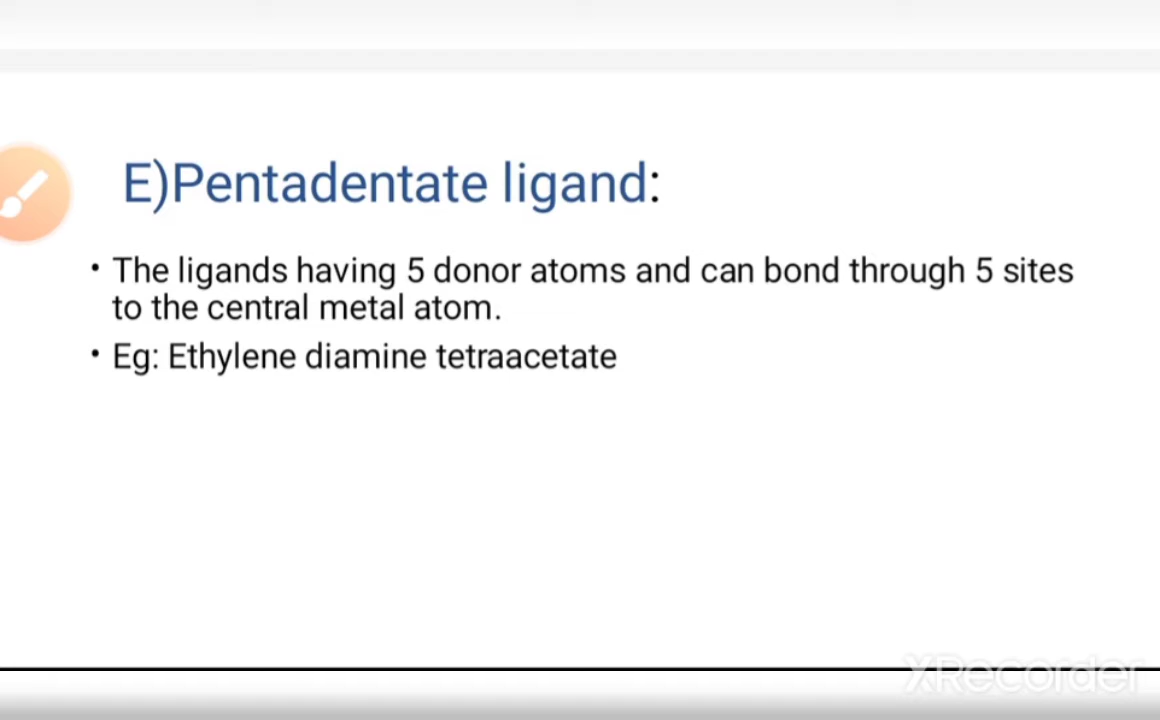 E)Pentadentate ligand:
• The ligands having 5 donor atoms and can bond through 5 sites
to the central metal atom.
• Eg: Ethylene diamine tetraacetate
XRecorder